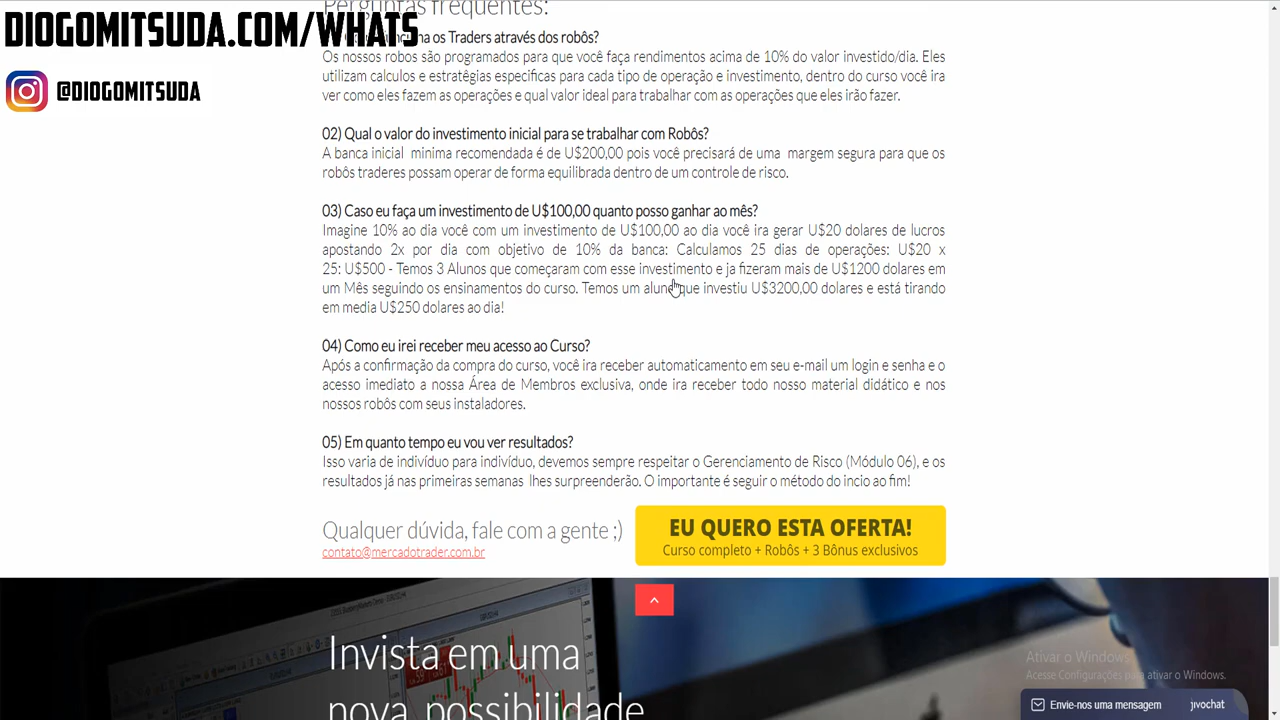 Perguntas frequentes:
DIOGOMITSUDA.COM/WHATS
os Traders através dos robôs?
Os nossos robos são programados para que você faça rendimentos acima de 10% do valor investido/dia. Eles
utilizam calculos e estratégias especificas para cada tipo de operação e investimento, dentro do curso você ira
ver como eles fazem as operações e qual valor ideal para trabalhar com as operações que eles irão fazer.
@DIOGOMITSUDA
02) Qual o valor do investimento inicial para se trabalhar com Robôs?
A banca inicial minima recomendada é de U$200,00 pois você precisará de uma margem segura para que os
robôs traderes possam operar de forma equilibrada dentro de um controle de risco.
03) Caso eu faça um investimento de U$100,00 quanto posso ganhar ao mês?
Imagine 10% ao dia você com um investimento de U$100,00 ao dia você ira gerar U$20 dolares de lucros
apostando 2x por dia com objetivo de 10% da banca: Calculamos 25 dias de operações: U$20 x
25: U$500 - Temos 3 Alunos que começaram com esse investimento e ja fizeram mais de U$1200 dolares em
um Mês seguindo os ensinamentos do curso. Temos um aluno que investiu U$3200,00 dolares e está tirando
em media U$250 dolares ao dia!
04) Como eu irei receber meu acesso ao Curso?
Após a confirmação da compra do curso, você ira receber automaticamento em seu e-mail um login e senha e o
acesso imediato a nossa Área de Membros exclusiva, onde ira receber todo nosso material didático e nos
nossos robôs com seus instaladores.
05) Em quanto tempo eu vou ver resultados?
Isso varia de indivíduo para indivíduo, devemos sempre respeitar o Gerenciamento de Risco (Módulo 06), e os
resultados já nas primeiras semanas lhes surpreenderão. O importante é seguir o método do incio ao fim!
Qualquer dúvida, fale com a gente ;)
contato@mercadotrader.com.br
EU QUERO ESTA OFERTA!
Curso completo + Robôs + 3 Bônus exclusivos
Invista em uma
nova possibilidade
Ativar o Windows
Acesse Configurações para ativar o Windows.
Envie-nos uma mensagem
jivochat